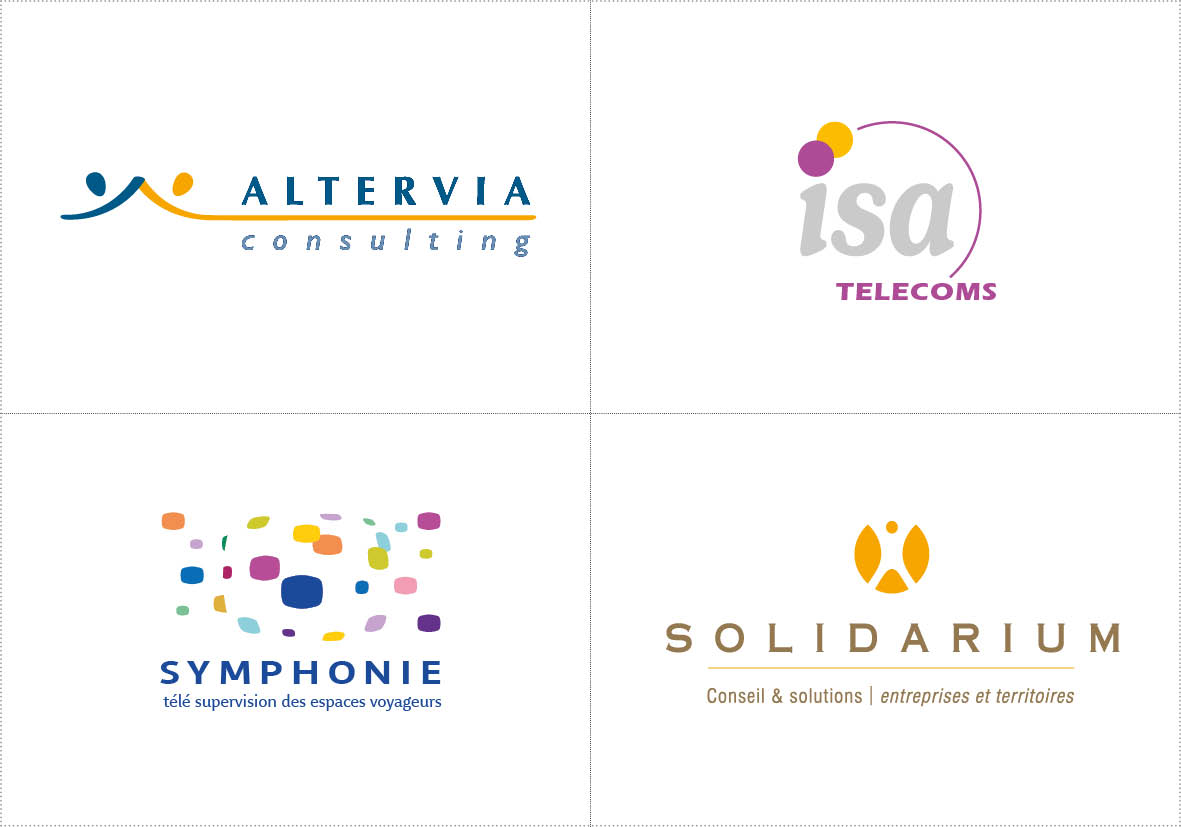 ALTERVIA
consulting
isa
TELECOMS
SYMPHONIE
télé supervision des espaces voyageurs
SOLIDARIUM
Conseil & solutions | entreprises et territoires